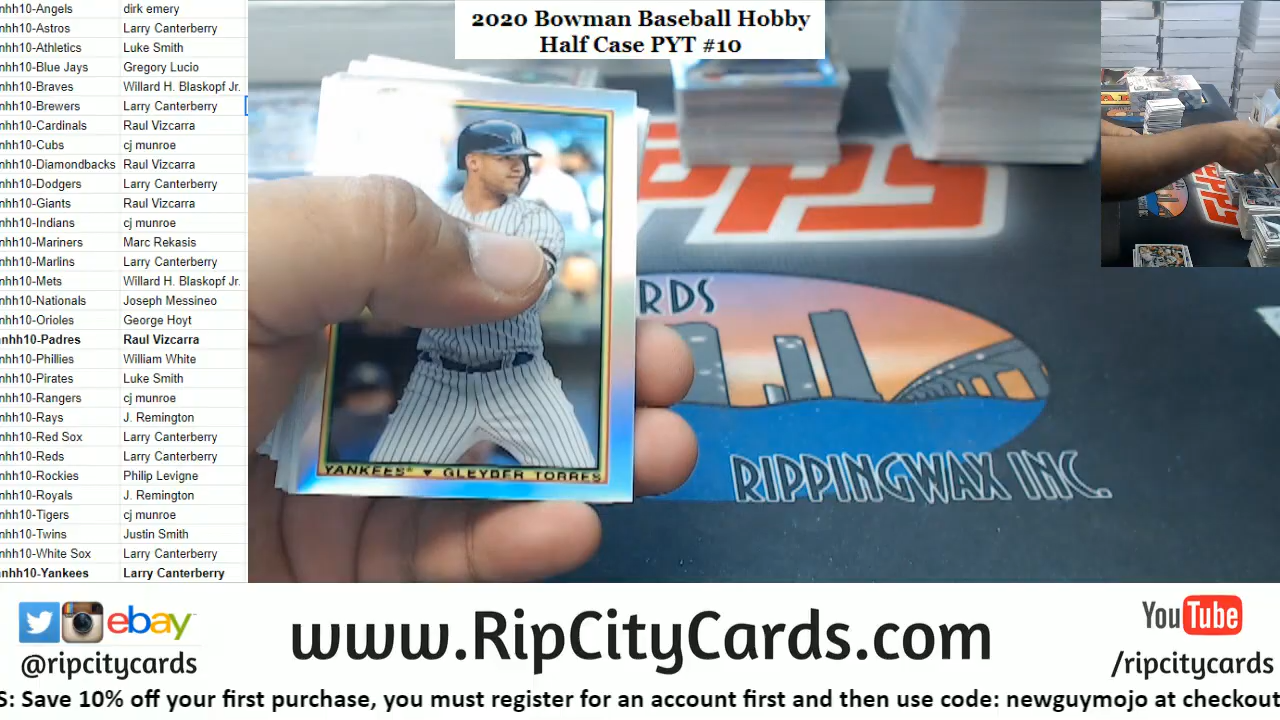 2020 Bowman Baseball Hobby
Half Case PYT #10
nhh10-Angels dirk emery
nhh10-Astros Larry Canterberry
nhh10-Athletics Luke Smith
nhh10-Blue Jays Gregory Lucio
nhh10-Braves Willard H. Blaskopf Jr.
nhh10-Brewers Larry Canterberry
nhh10-Cardinals Raul Vizcarra
nhh10-Cubs cj munroe
nhh10-Diamondbacks Raul Vizcarra
nhh10-Dodgers Larry Canterberry
nhh10-Giants Raul Vizcarra
nhh10-Indians cj munroe
nhh10-Mariners Marc Rekasis
nhh10-Marlins Larry Canterberry
nhh10-Mets Willard H. Blaskopf Jr.
nhh10-Nationals Joseph Messineo
nhh10-Orioles George Hoyt
nhh10-Padres Raul Vizcarra
nhh10-Phillies William White
nhh10-Pirates Luke Smith
nhh10-Rangers cj munroe
nhh10-Rays J. Remington
nhh10-Red Sox Larry Canterberry
nhh10-Reds Larry Canterberry
nhh10-Rockies Philip Levigne
nhh10-Royals J. Remington
nhh10-Tigers cj munroe
nhh10-Twins Justin Smith
nhh10-White Sox Larry Canterberry
nhh10-Yankees Larry Canterberry
YANKEES® GLEYBER TORRES
PPS
RDS
RIPPINGWAX INC.
ebay
@ripcitycards
www.RipCityCards.com
YouTube
/ripcitycards
S: Save 10% off your first purchase, you must register for an account first and then use code: newguymojo at checkout